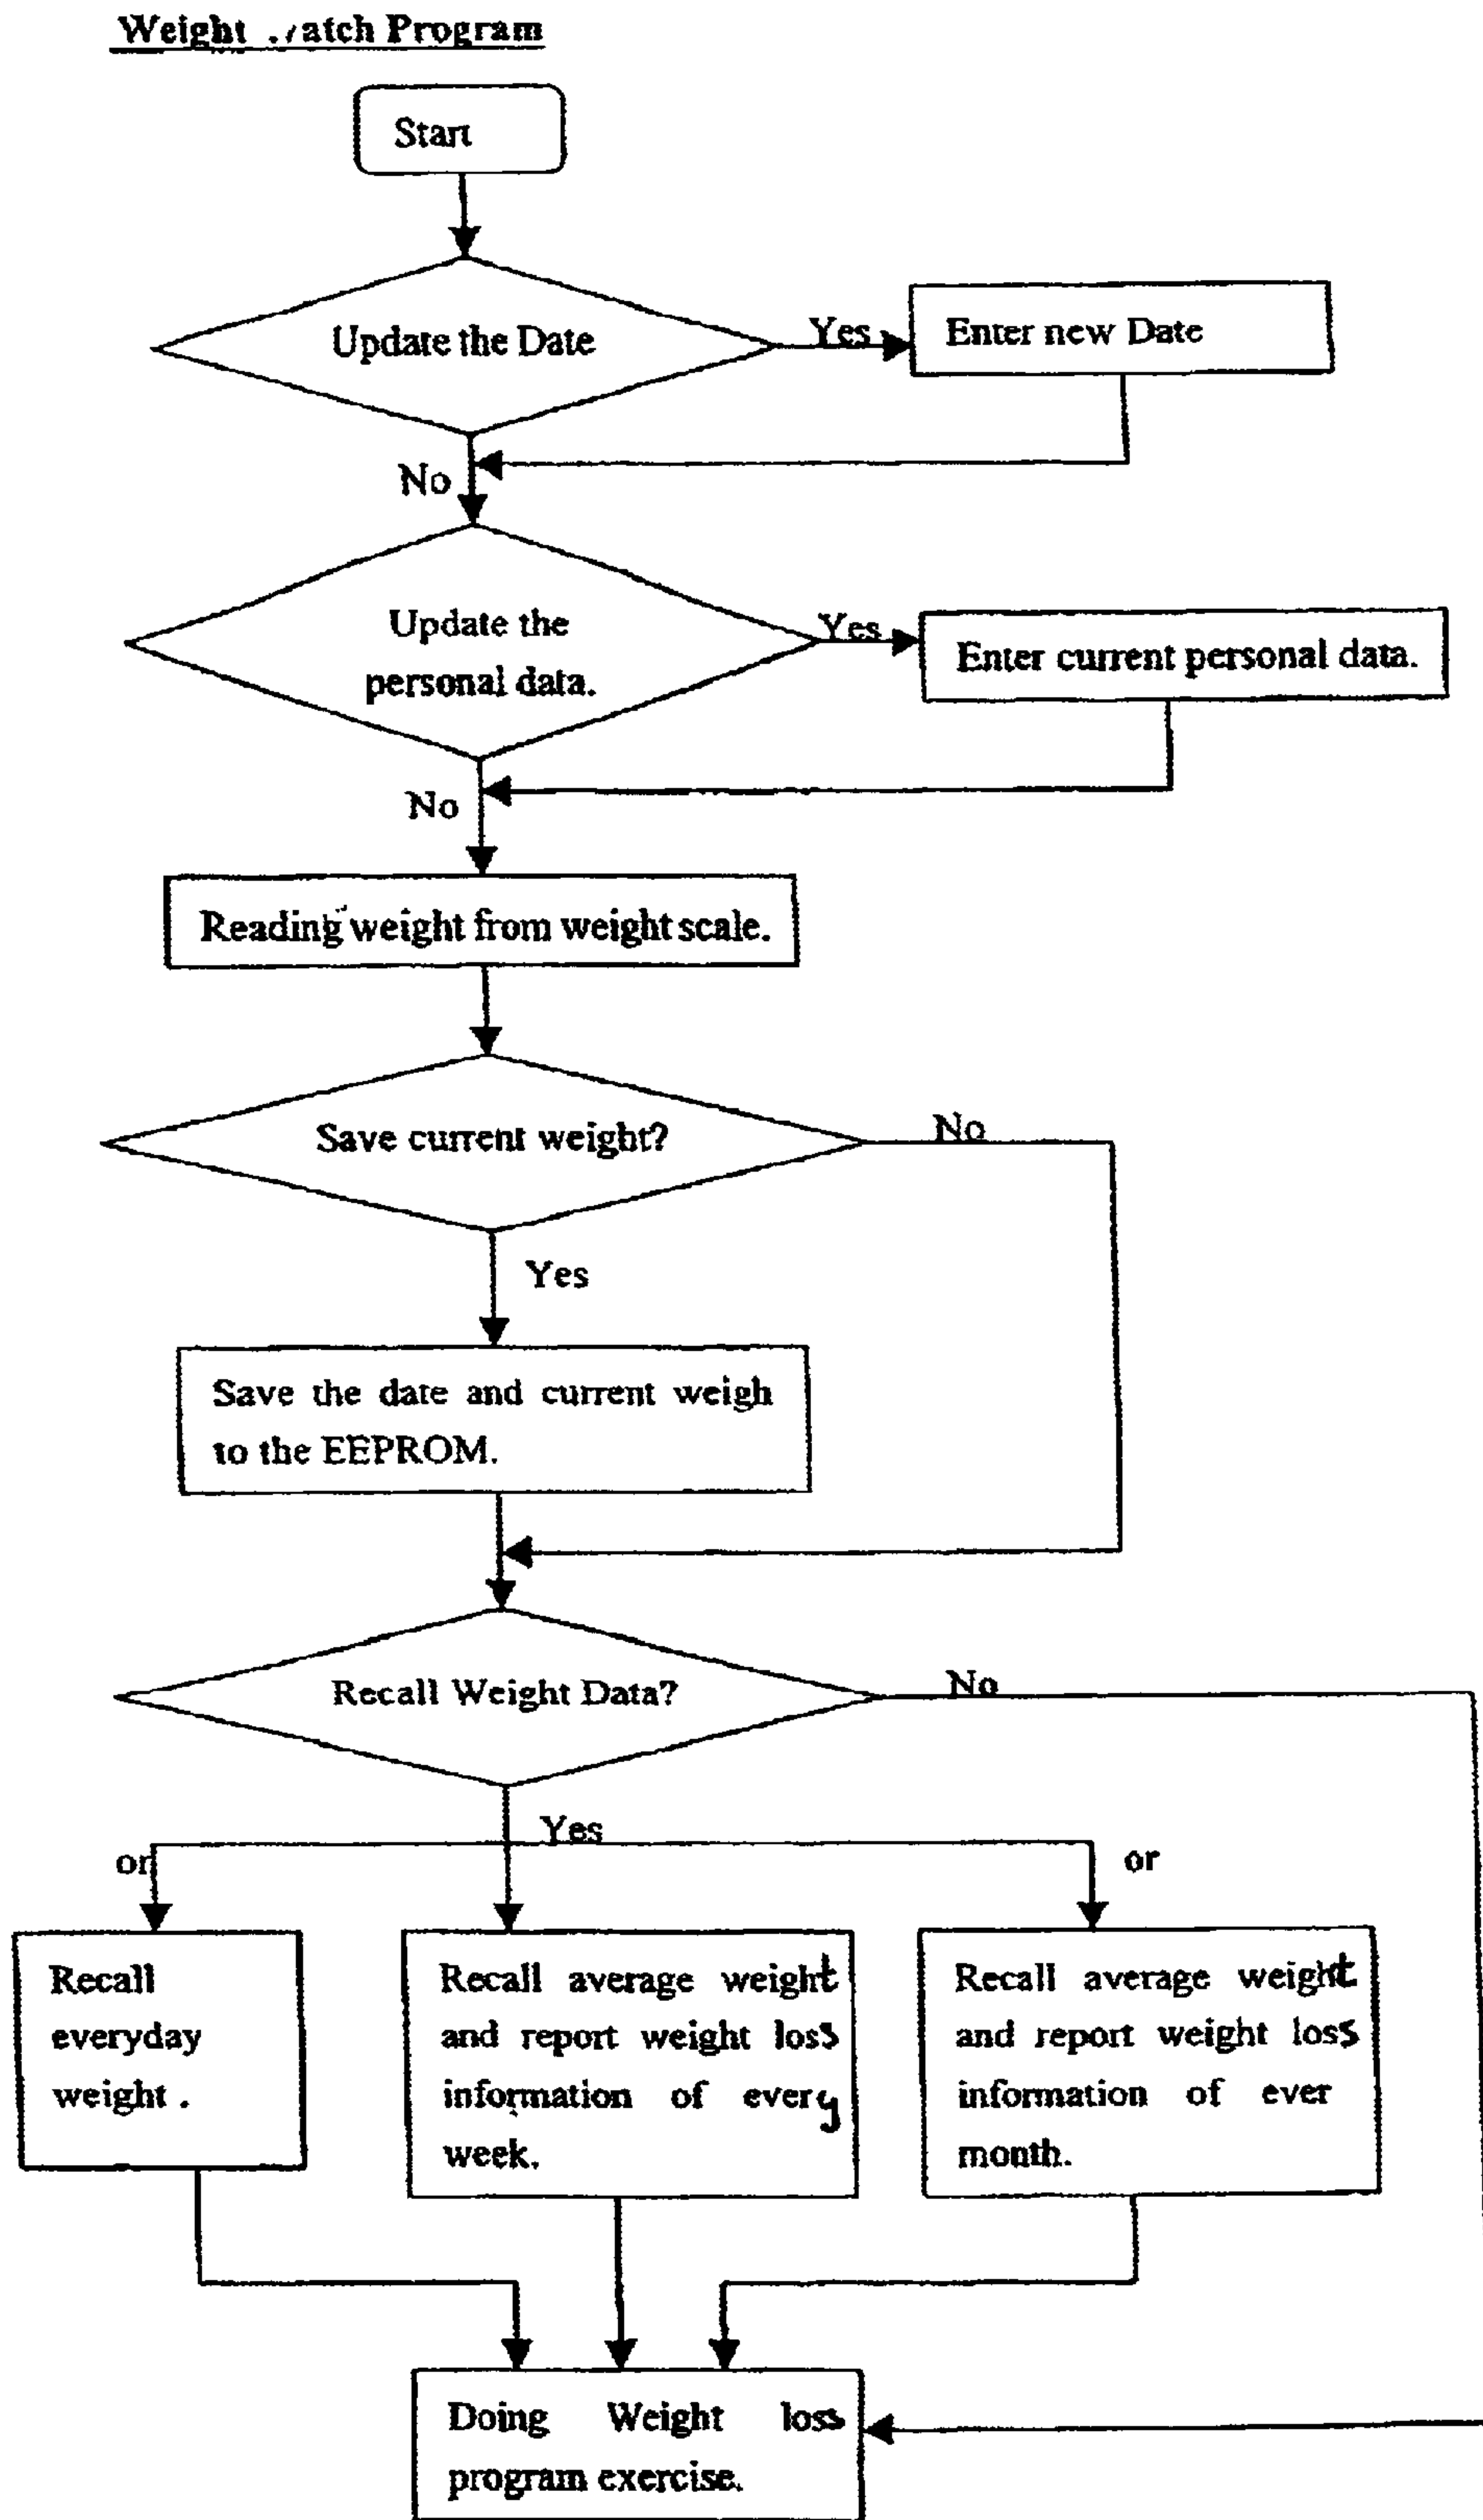 Weight Program
Start
Update the Date
Yes
Enter new Date
No
Update the
personal data.
Yes
Enter current personal data.
No
Reading weight from weight scale.
Save current weight?
No
Yes
Save the date and current weigh
to the EEPROM.
Recall Weight Data?
No
Yes
or
or
Recall
everyday
weight .
Recall average weight
and report weight loss
information of every
week.
Recall average weight
and report weight loss
information of ever
month.
Doing Weight loss
program exercise.